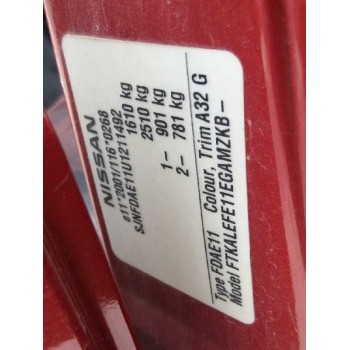 NISSAN
e11*2001/116*0268
SJNFDAE11U1211492
1610 kg
2510 kg
1- 901 kg
2- 781 kg
Type FDAE11 Colour, Trim A32 G
Model FTKALEFE11EGAMZKB-